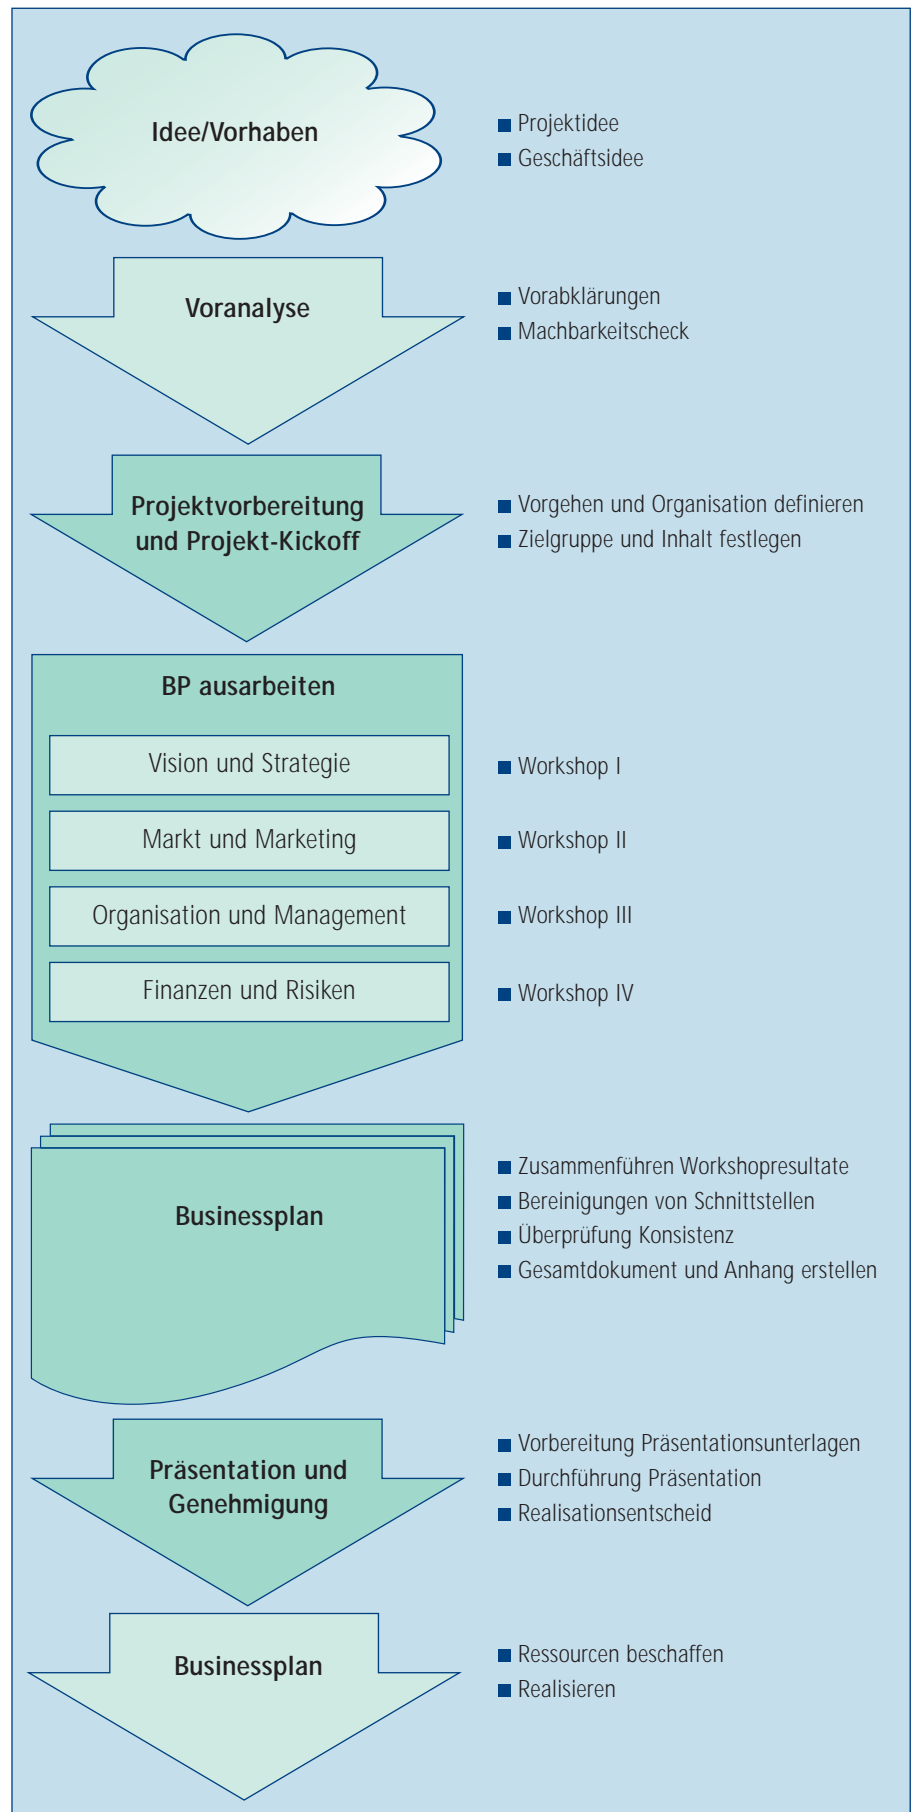 Idee/Vorhaben
■ Projektidee
■ Geschäftsidee
Voranalyse
■ Vorabklärungen
■ Machbarkeitscheck
Projektvorbereitung
und Projekt-Kickoff
■ Vorgehen und Organisation definieren
■ Zielgruppe und Inhalt festlegen
BP ausarbeiten
Vision und Strategie
■ Workshop I
Markt und Marketing
■ Workshop II
Organisation und Management
■ Workshop III
Finanzen und Risiken
■ Workshop IV
Businessplan
■ Zusammenführen Workshopresultate
■ Bereinigungen von Schnittstellen
■ Überprüfung Konsistenz
■ Gesamtdokument und Anhang erstellen
Präsentation und
Genehmigung
■ Vorbereitung Präsentationsunterlagen
■ Durchführung Präsentation
■ Realisationsentscheid
Businessplan
■ Ressourcen beschaffen
■ Realisieren